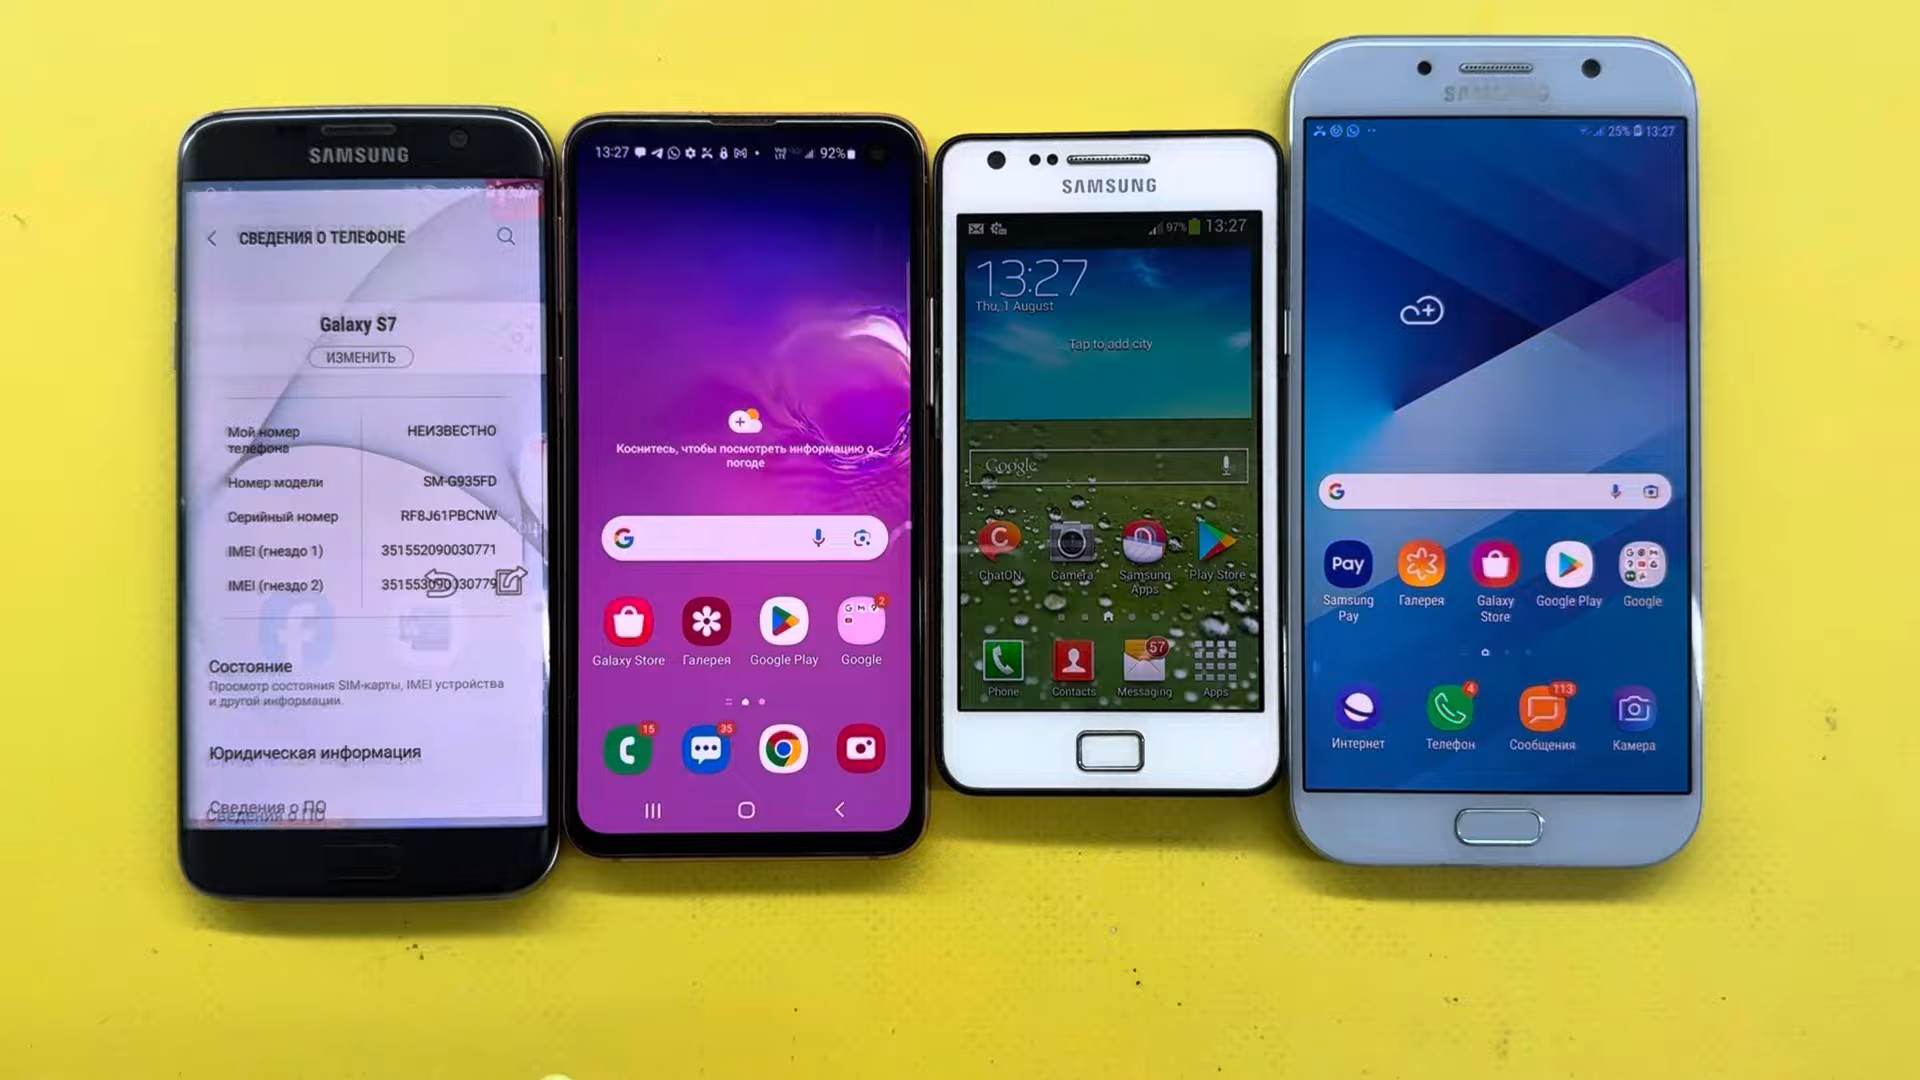 SAMSUNG
СВЕДЕНИЯ О ТЕЛЕФОНЕ
Galaxy S7
ИЗМЕНИТЬ
Мой номер телефона
НЕИЗВЕСТНО
Номер модели
SM-G935FD
Серийный номер
RF8J61PBCNW
IMEI (гнездо 1)
351552090030771
IMEI (гнездо 2)
351553090030779
Состояние
Просмотр состояния SIM-карты, IMEI устройства
и другой информации.
Юридическая информация
Сведения о ПО
13:27
92%
Коснитесь, чтобы посмотреть информацию о
погоде
Galaxy Store
Галерея
Google Play
2
Google
15
35
SAMSUNG
97% 13:27
13:27
Thu, 1 August
Tap to add city
Google
ChatON
Camera
Samsung
Apps
Play Store
57
Phone
Contacts
Messaging
Apps
SAMSUNG
25% 13:27
Pay
Samsung
Pay
Галерея
Galaxy
Store
Google Play
Google
4
113
Интернет
Телефон
Сообщения
Камера